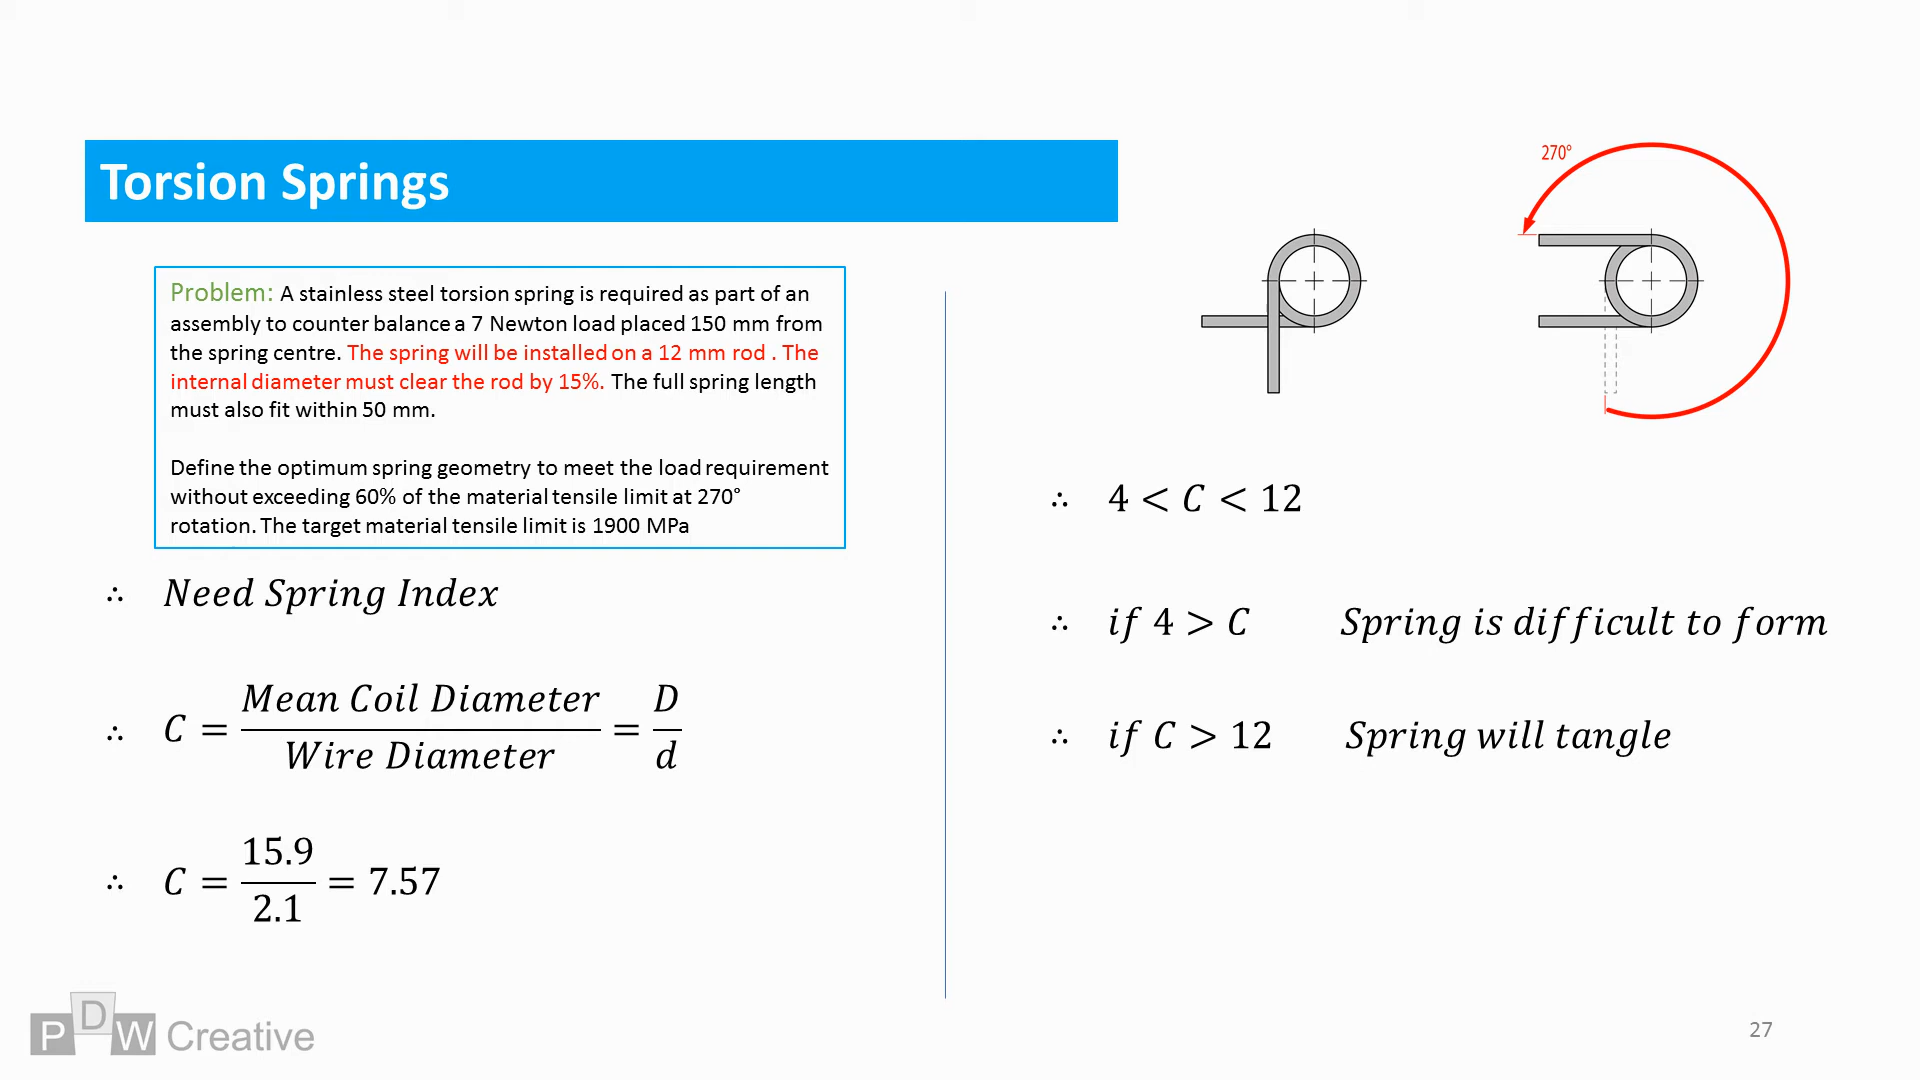 Torsion Springs
Problem: A stainless steel torsion spring is required as part of an
assembly to counter balance a 7 Newton load placed 150 mm from
the spring centre. The spring will be installed on a 12 mm rod . The
internal diameter must clear the rod by 15%. The full spring length
must also fit within 50 mm.
Define the optimum spring geometry to meet the load requirement
without exceeding 60% of the material tensile limit at 270°
rotation. The target material tensile limit is 1900 MPa
∴ Need Spring Index
∴ C = Mean Coil Diameter / Wire Diameter = D / d
∴ C = 15.9 / 2.1 = 7.57
270°
∴ 4 < C < 12
∴ if 4 > C Spring is difficult to form
∴ if C > 12 Spring will tangle
PDW Creative
27